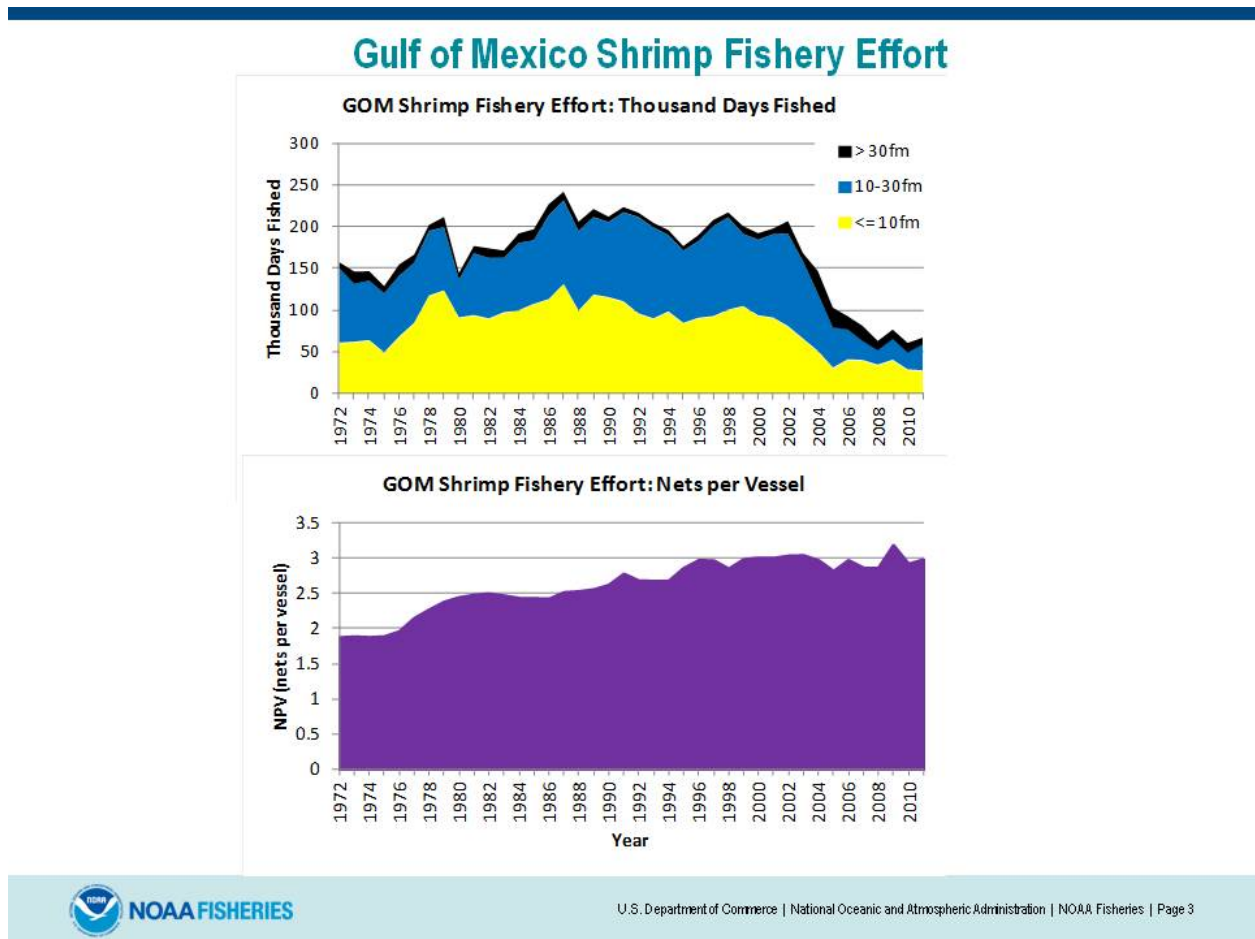 Gulf of Mexico Shrimp Fishery Effort
GOM Shrimp Fishery Effort: Thousand Days Fished
Thousand Days Fished
300
250
200
150
100
50
0
> 30fm
10-30fm
<= 10fm
1972 1974 1976 1978 1980 1982 1984 1986 1988 1990 1992 1994 1996 1998 2000 2002 2004 2006 2008 2010
GOM Shrimp Fishery Effort: Nets per Vessel
NPV (nets per vessel)
3.5
3
2.5
2
1.5
1
0.5
0
1972 1974 1976 1978 1980 1982 1984 1986 1988 1990 1992 1994 1996 1998 2000 2002 2004 2006 2008 2010
Year
NOAA
NOAA FISHERIES
U.S. Department of Commerce | National Oceanic and Atmospheric Administration | NOAA Fisheries | Page 3